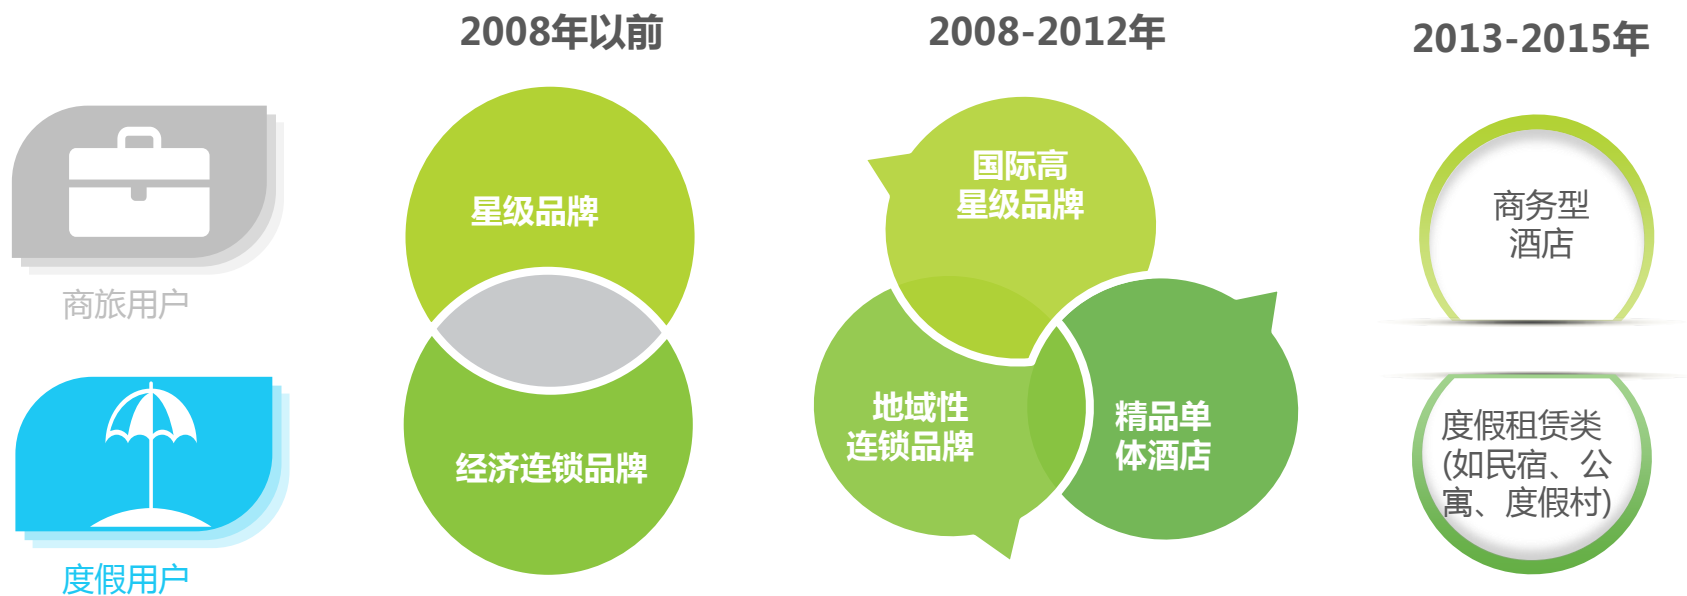 2008年以前
2008-2012年
2013-2015年
商旅用户
度假用户
星级品牌
经济连锁品牌
国际高
星级品牌
地域性
连锁品牌
精品单
体酒店
商务型
酒店
度假租赁类
(如民宿、公
寓、度假村)